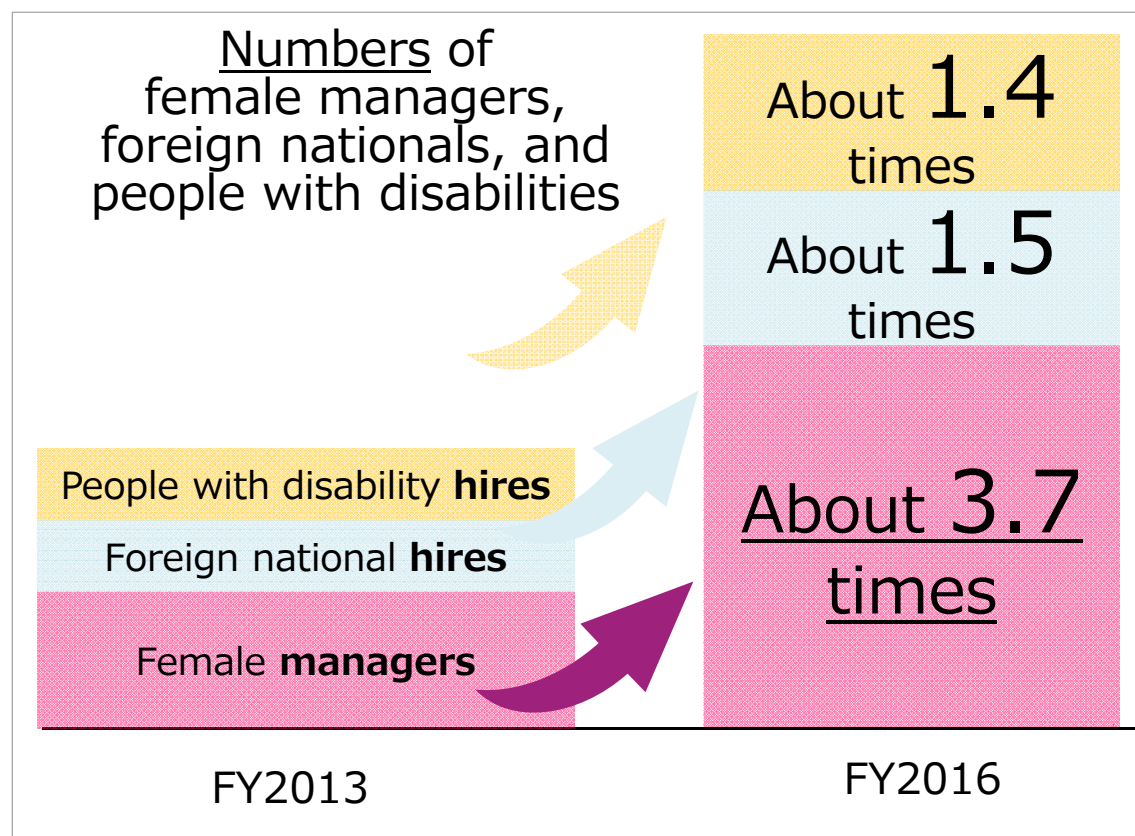 Numbers of
female managers,
foreign nationals, and
people with disabilities
About 1.4
times
About 1.5
times
About 3.7
times
People with disability hires
Foreign national hires
Female managers
FY2013
FY2016